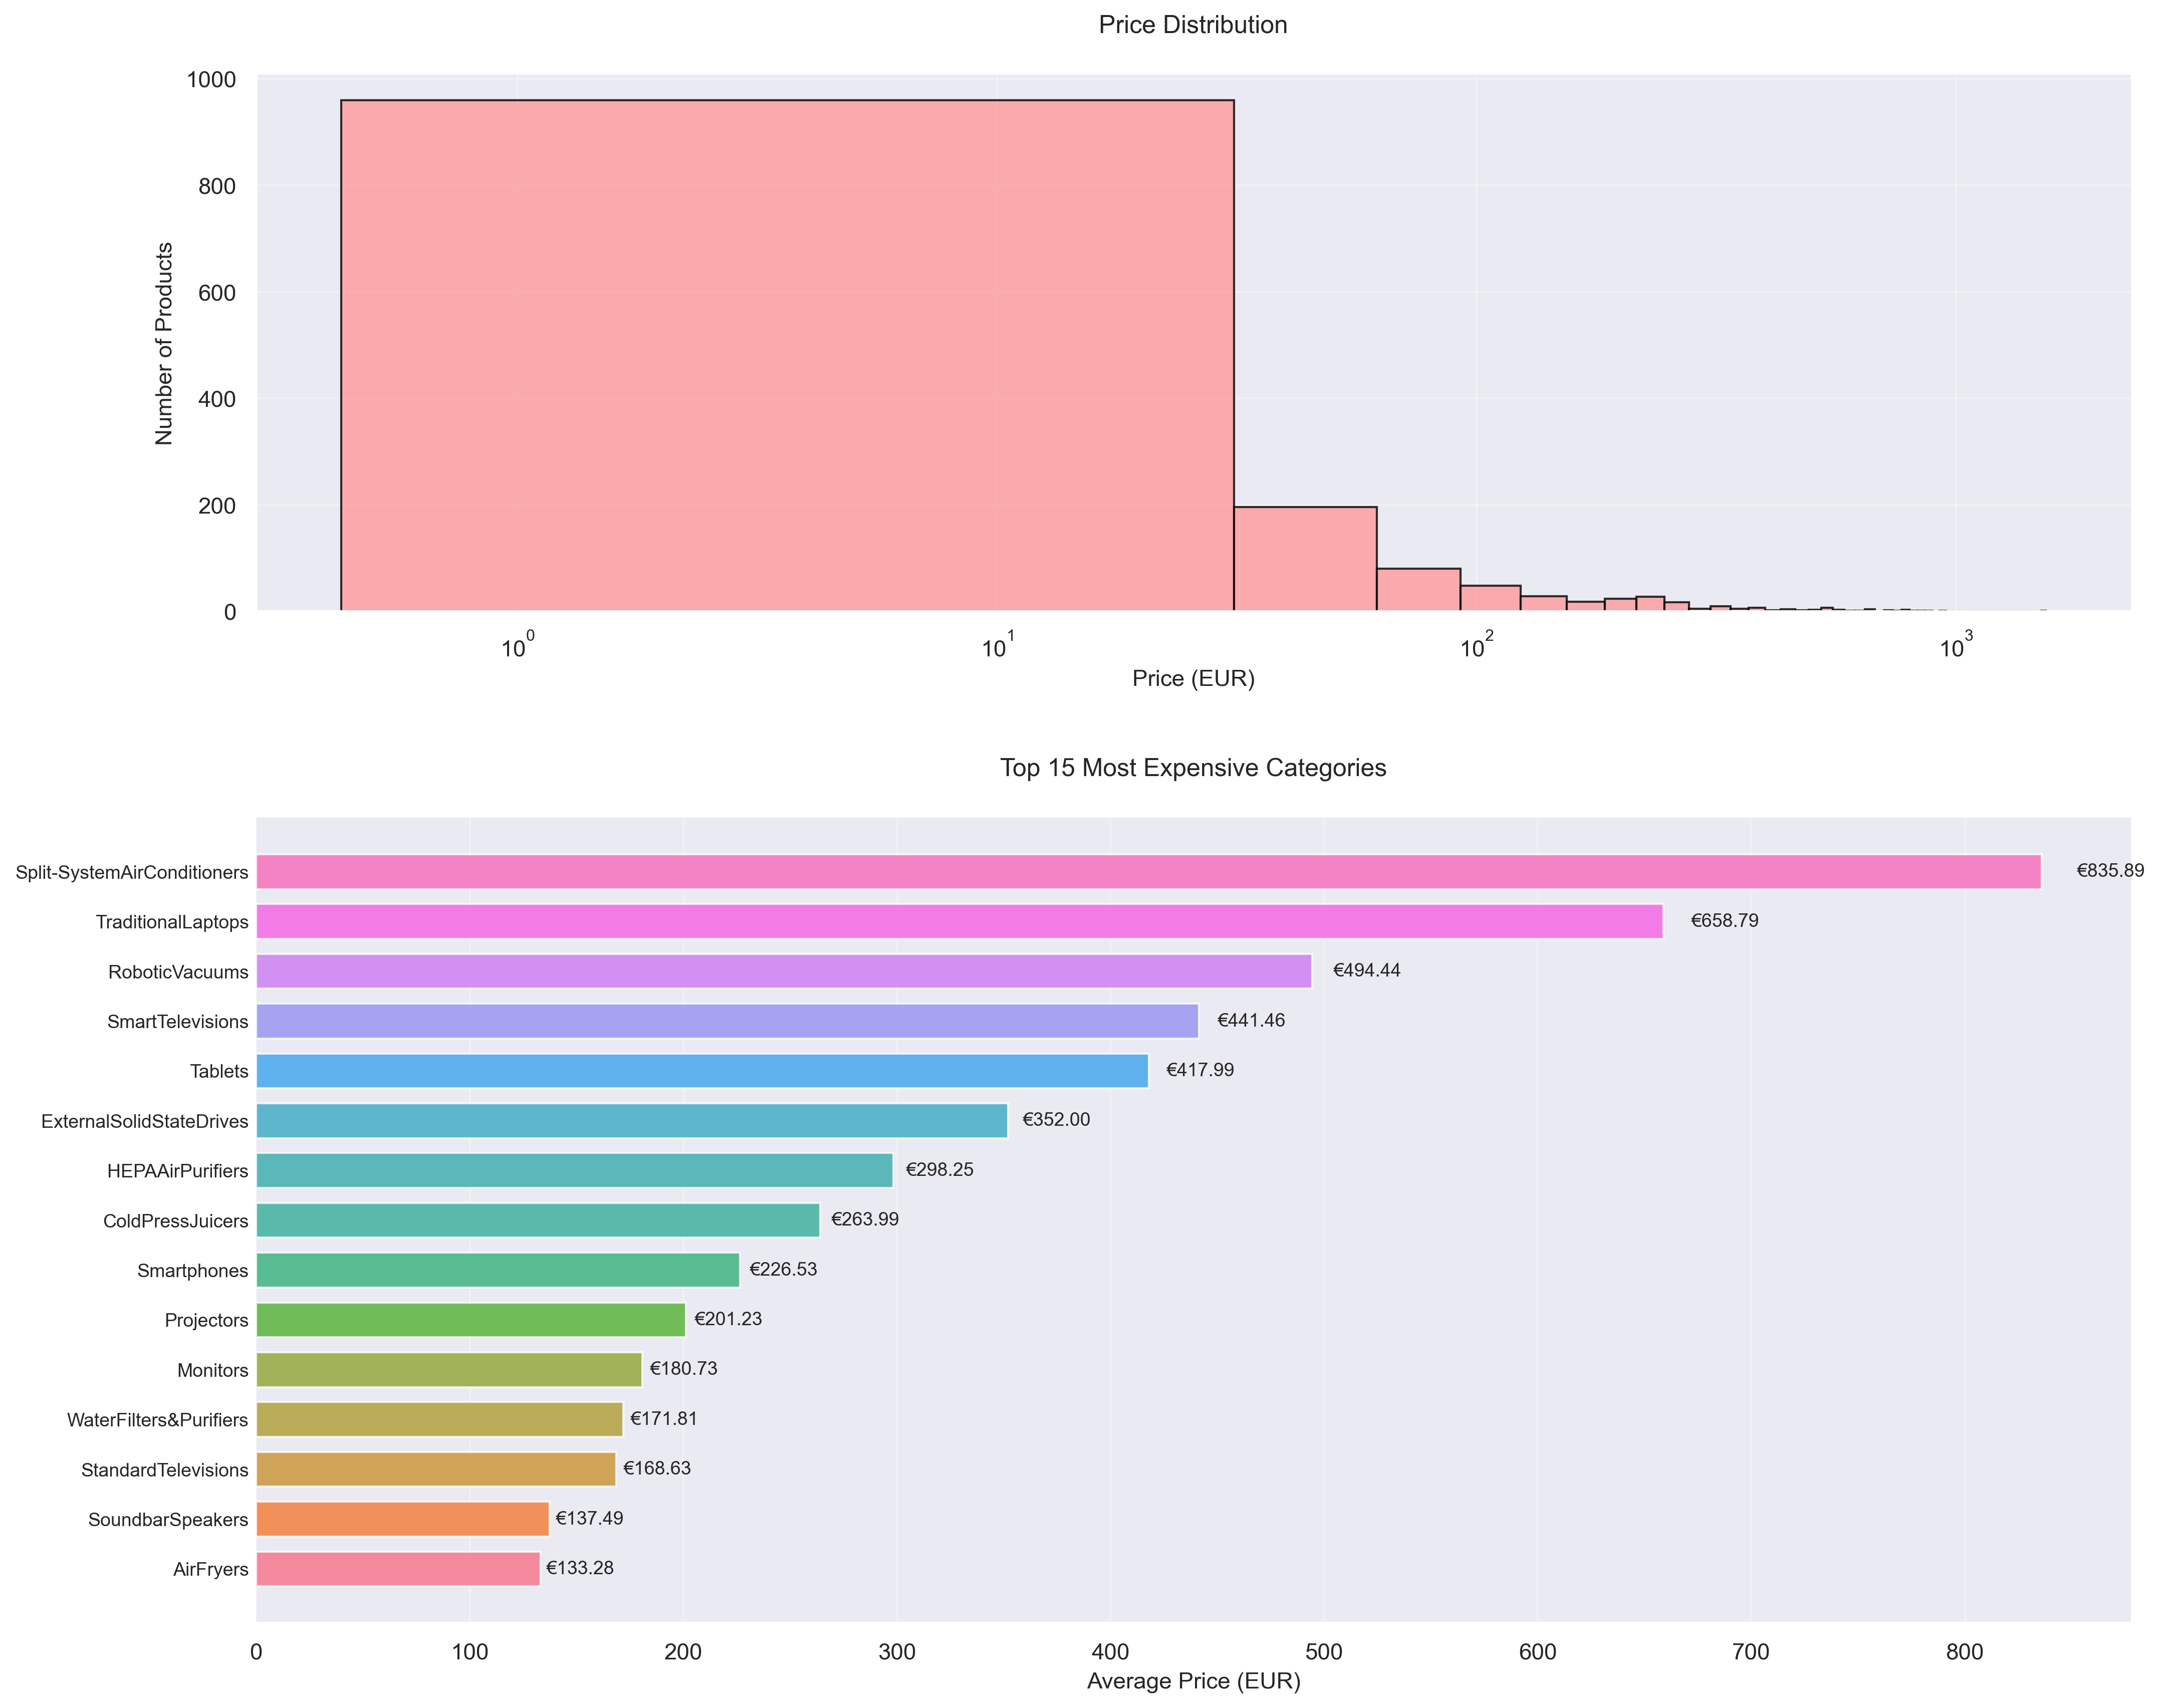 Price Distribution
1000
800
600
400
200
0
Number of Products
10^0 10^1 10^2 10^3
Price (EUR)
Top 15 Most Expensive Categories
Split-SystemAirConditioners €835.89
TraditionalLaptops €658.79
RoboticVacuums €494.44
SmartTelevisions €441.46
Tablets €417.99
ExternalSolidStateDrives €352.00
HEPAAirPurifiers €298.25
ColdPressJuicers €263.99
Smartphones €226.53
Projectors €201.23
Monitors €180.73
WaterFilters&Purifiers €171.81
StandardTelevisions €168.63
SoundbarSpeakers €137.49
AirFryers €133.28
0 100 200 300 400 500 600 700 800
Average Price (EUR)